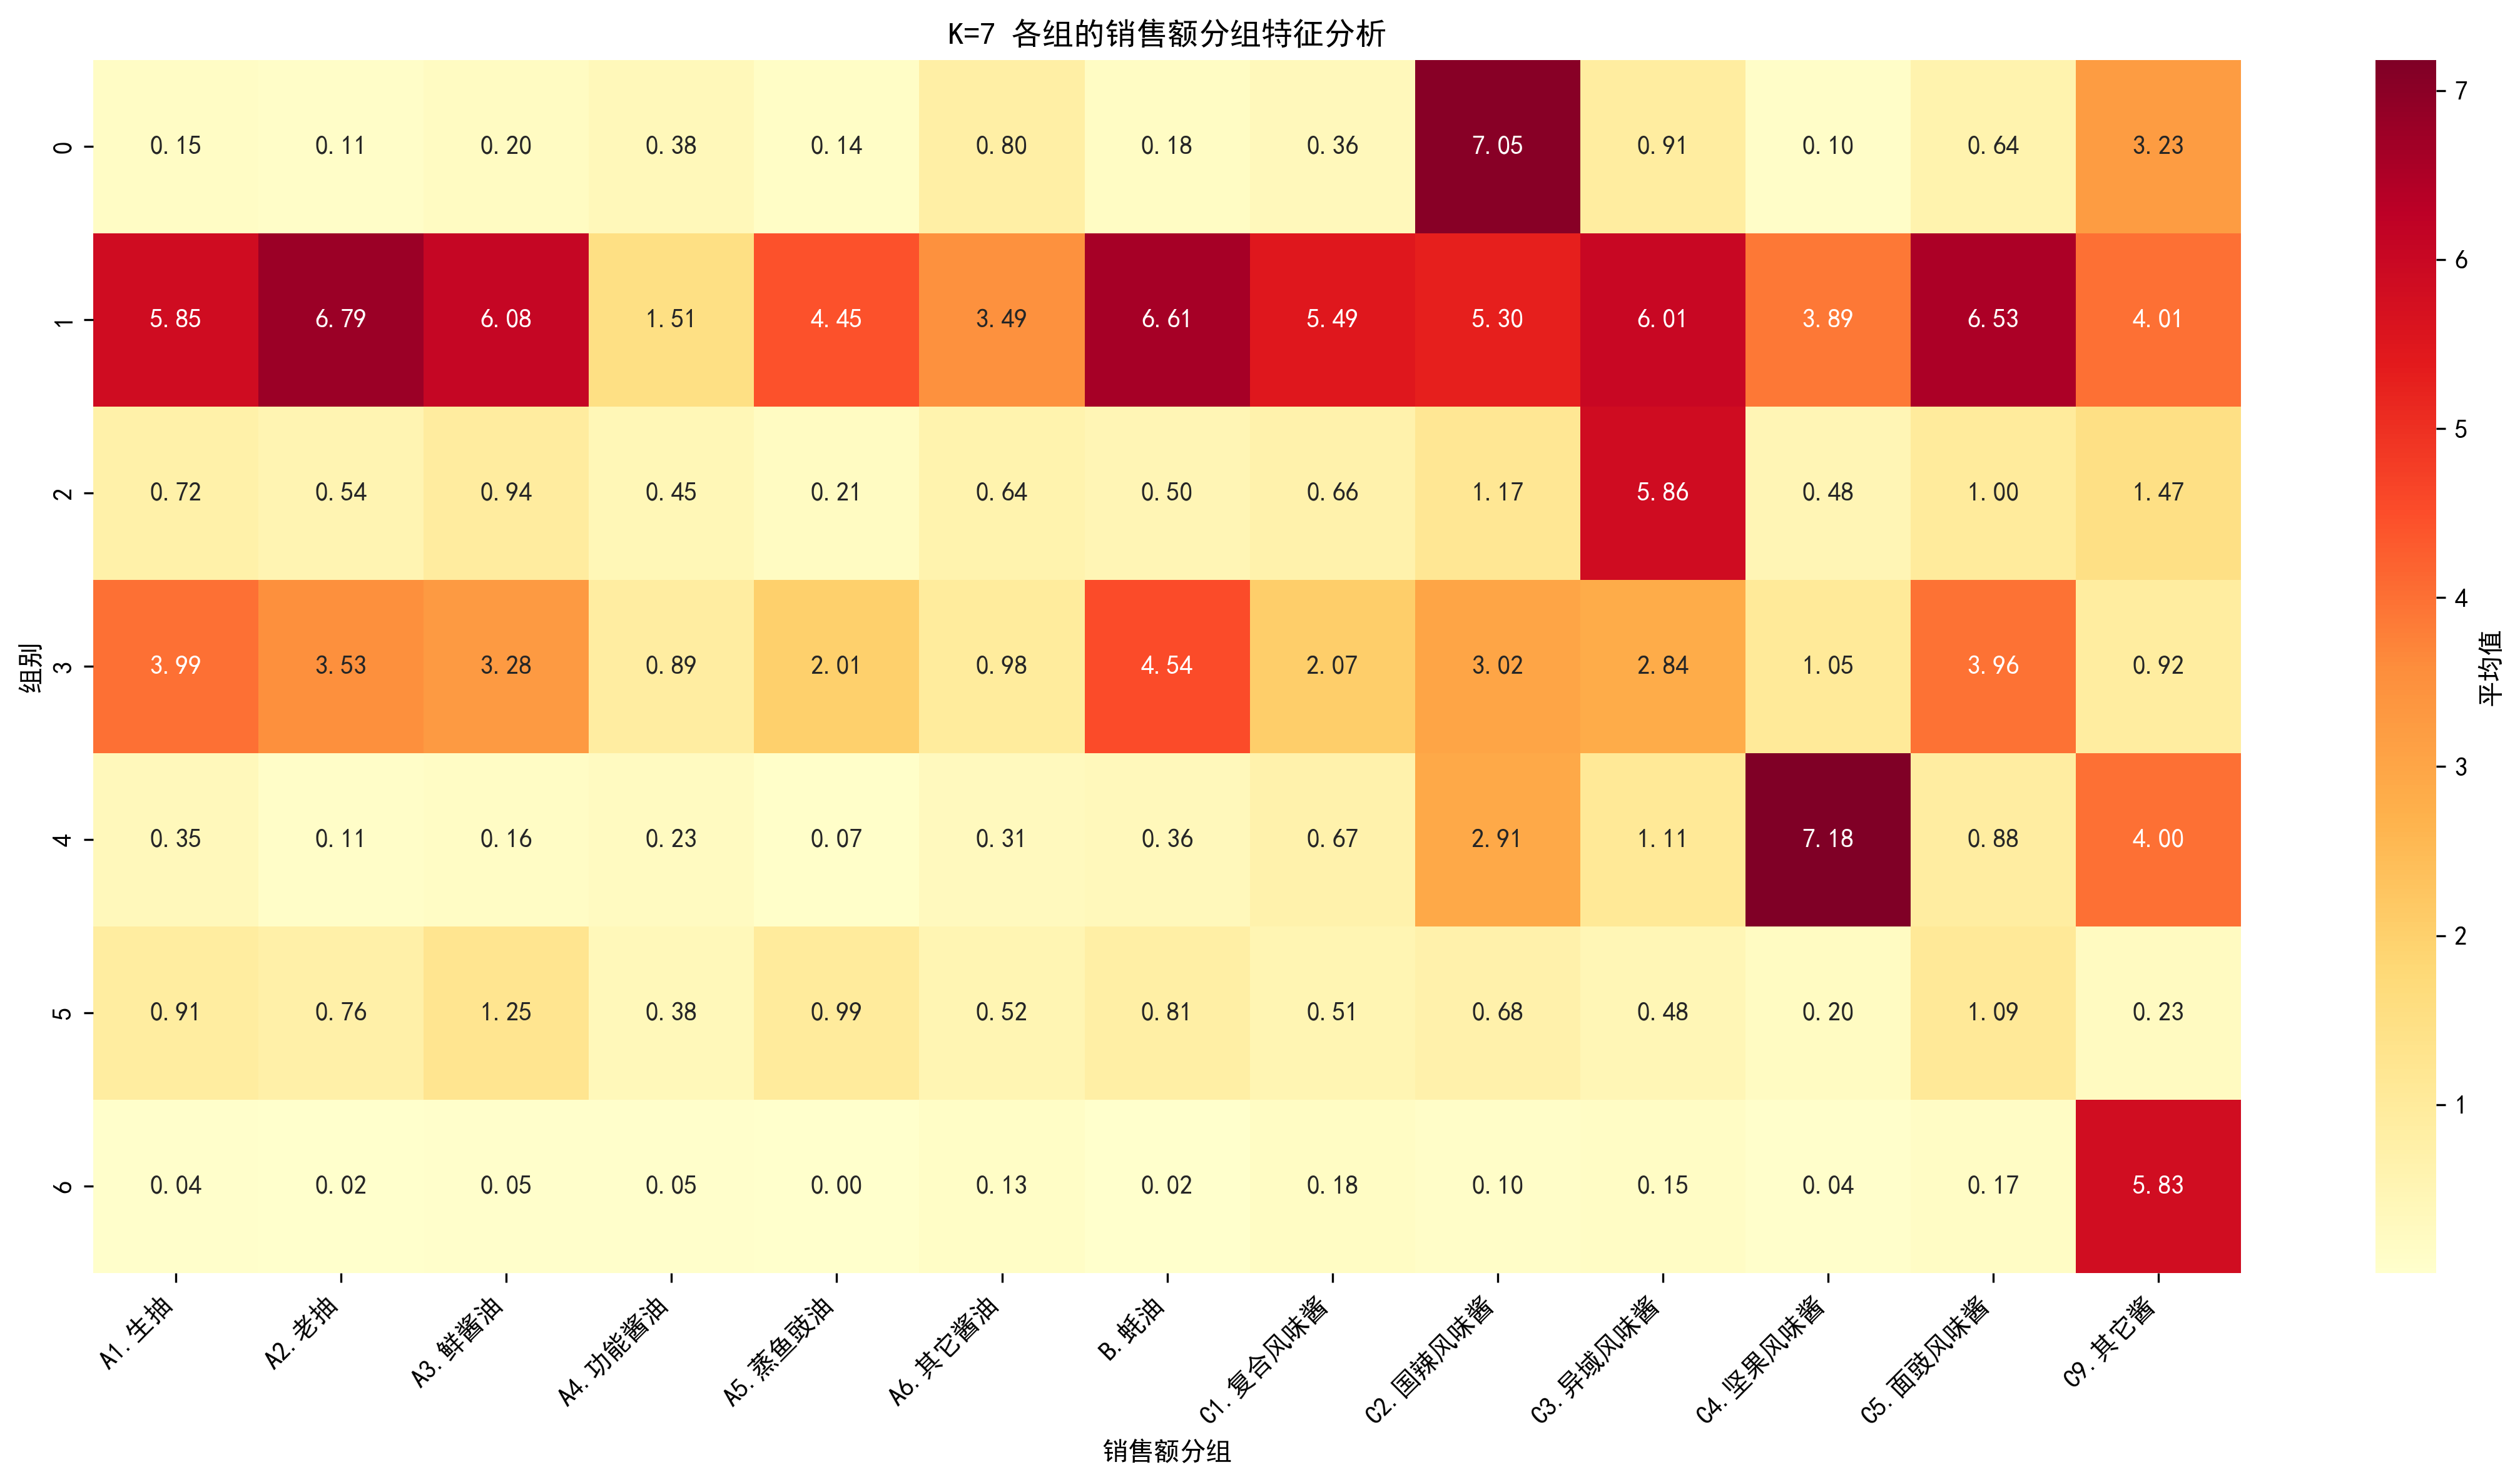 K=7 各组的销售额分组特征分析
0 0.15 0.11 0.20 0.38 0.14 0.80 0.18 0.36 7.05 0.91 0.10 0.64 3.23
1 5.85 6.79 6.08 1.51 4.45 3.49 6.61 5.49 5.30 6.01 3.89 6.53 4.01
2 0.72 0.54 0.94 0.45 0.21 0.64 0.50 0.66 1.17 5.86 0.48 1.00 1.47
3 3.99 3.53 3.28 0.89 2.01 0.98 4.54 2.07 3.02 2.84 1.05 3.96 0.92
4 0.35 0.11 0.16 0.23 0.07 0.31 0.36 0.67 2.91 1.11 7.18 0.88 4.00
5 0.91 0.76 1.25 0.38 0.99 0.52 0.81 0.51 0.68 0.48 0.20 1.09 0.23
6 0.04 0.02 0.05 0.05 0.00 0.13 0.02 0.18 0.10 0.15 0.04 0.17 5.83
组别
A1.生抽
A2.老抽
A3.鲜酱油
A4.功能酱油
A5.蒸鱼豉油
A6.其它酱油
B.蚝油
C1.复合风味酱
C2.国辣风味酱
C3.异域风味酱
C4.坚果风味酱
C5.面豉风味酱
C9.其它酱
销售额分组
7
6
5
4
3
2
1
平均值